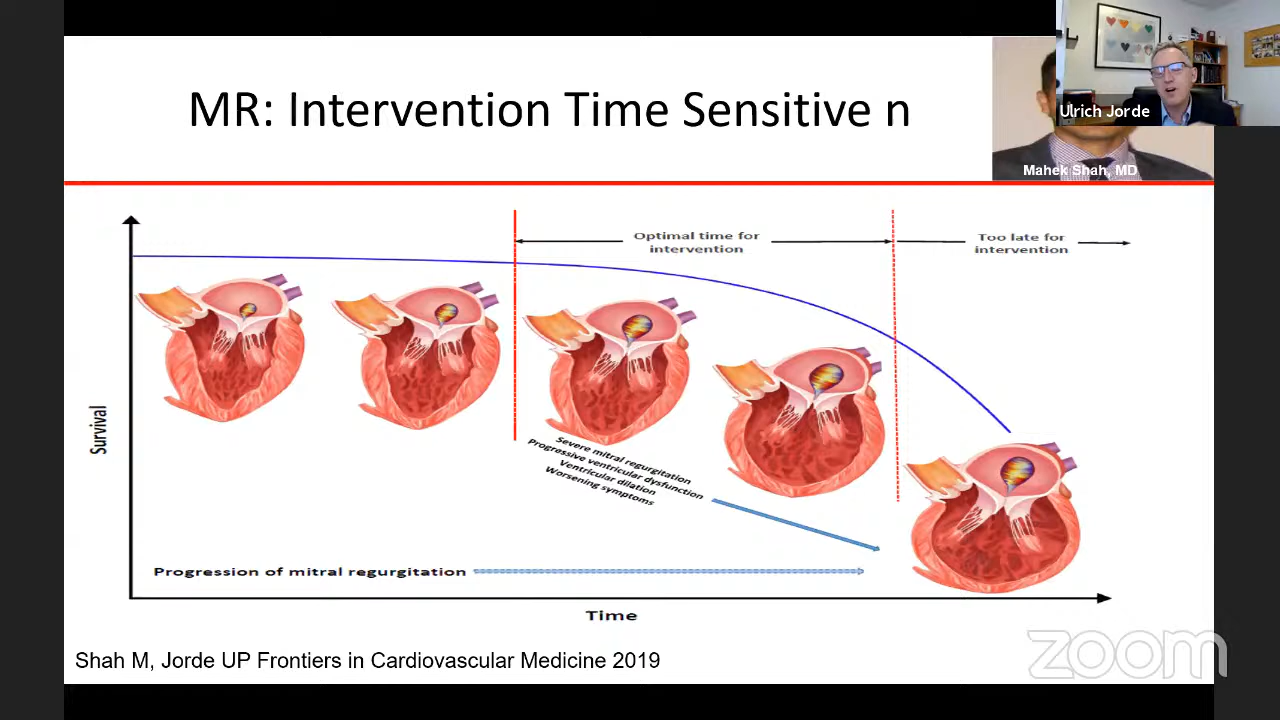 MR: Intervention Time Sensitive n
Ulrich Jorde
Mahek Shah, MD
Optimal time for
intervention
Too late for
intervention
Survival
Severe mitral regurgitation
Progressive ventricular dysfunction
Ventricular dilation
Worsening symptoms
Progression of mitral regurgitation
Time
Shah M, Jorde UP Frontiers in Cardiovascular Medicine 2019
zoom